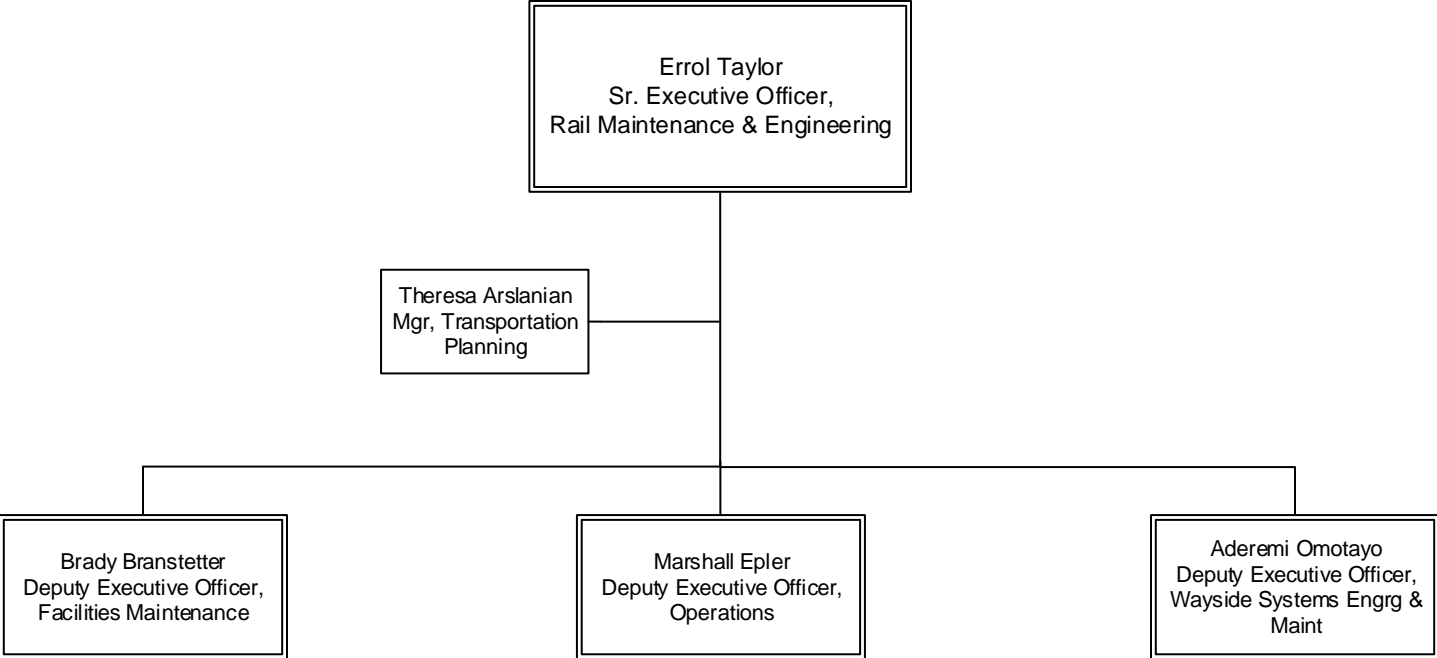 Errol Taylor
Sr. Executive Officer,
Rail Maintenance & Engineering
Theresa Arslanian
Mgr, Transportation
Planning
Brady Branstetter
Deputy Executive Officer,
Facilities Maintenance
Marshall Epler
Deputy Executive Officer,
Operations
Aderemi Omotayo
Deputy Executive Officer,
Wayside Systems Engrg &
Maint